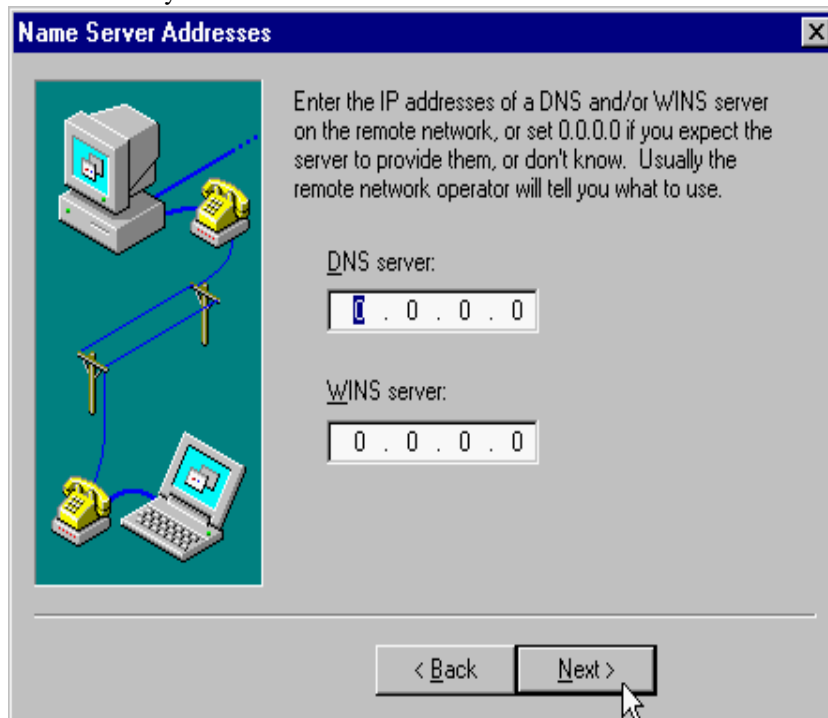 Name Server Addresses
Enter the IP addresses of a DNS and/or WINS server
on the remote network, or set 0.0.0.0 if you expect the
server to provide them, or don't know.  Usually the
remote network operator will tell you what to use.
DNS server:
0 . 0 . 0 . 0
WINS server:
0 . 0 . 0 . 0
< Back
Next >